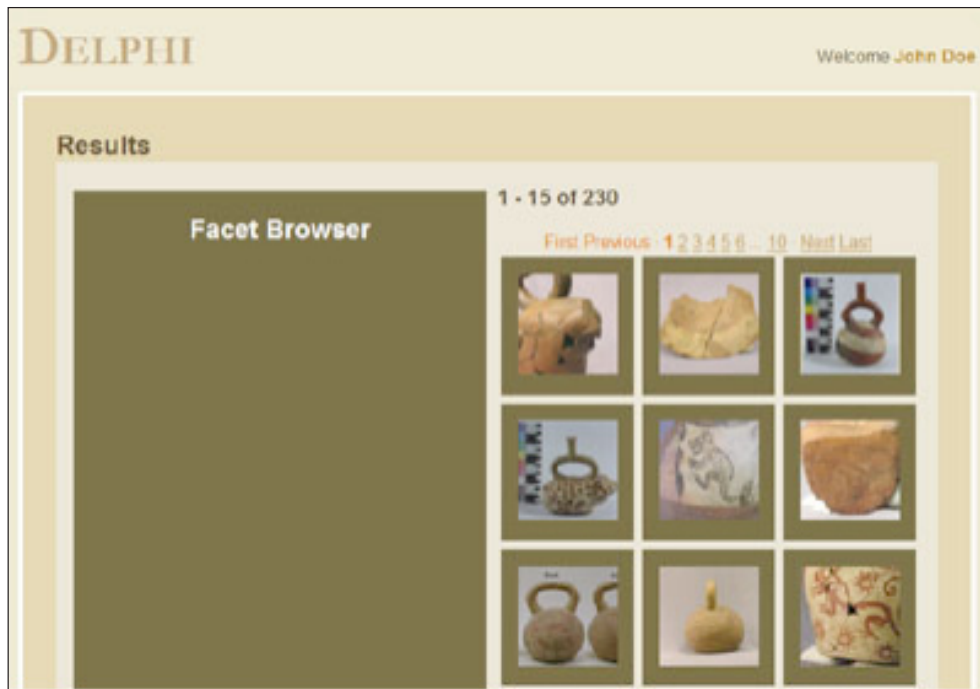 DELPHI
Welcome John Doe
Results
Facet Browser
1 - 15 of 230
First Previous · 1 2 3 4 5 6 ... 10 · Next Last